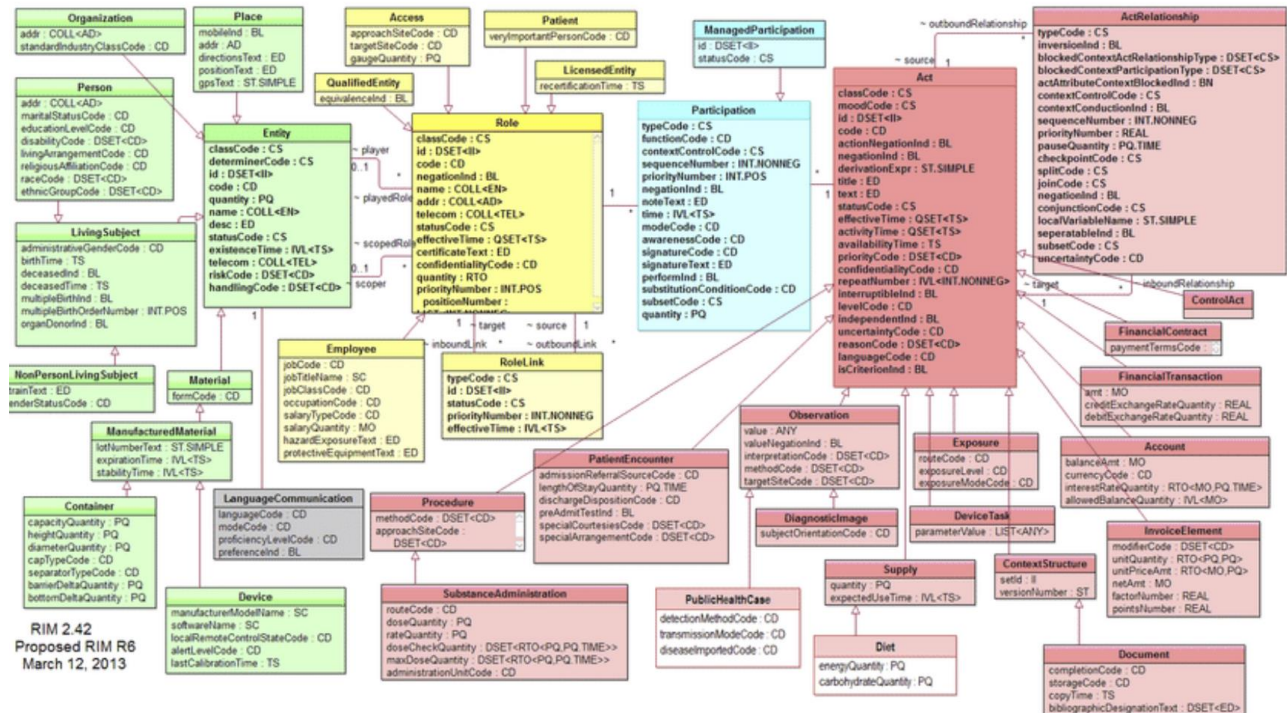 Organization
addr : COLL<AD>
standardIndustryClassCode : CD
Place
mobileInd : BL
addr : AD
directionsText : ED
positionText : ED
gpsText : ST.SIMPLE
Access
approachSiteCode : CD
targetSiteCode : CD
gaugeQuantity : PQ
Patient
veryImportantPersonCode : CD
ManagedParticipation
id : DSET<II>
statusCode : CS
~ outboundRelationship
*
~ source
1
ActRelationship
typeCode : CS
inversionInd : BL
blockedContextActRelationshipType : DSET<CS>
blockedContextParticipationType : DSET<CS>
actAttributeContextBlockedInd : BN
contextControlCode : CS
contextConductionInd : BL
sequenceNumber : INT.NONNEG
priorityNumber : REAL
pauseQuantity : PQ.TIME
checkpointCode : CS
splitCode : CS
joinCode : CS
negationInd : BL
conjunctionCode : CS
localVariableName : ST.SIMPLE
seperatableInd : BL
subsetCode : CS
uncertaintyCode : CD
Person
addr : COLL<AD>
maritalStatusCode : CD
educationLevelCode : CD
disabilityCode : DSET<CD>
livingArrangementCode : CD
religiousAffiliationCode : CD
raceCode : DSET<CD>
ethnicGroupCode : DSET<CD>
QualifiedEntity
equivalenceInd : BL
LicensedEntity
recertificationTime : TS
Entity
classCode : CS
determinerCode : CS
id : DSET<II>
code : CD
quantity : PQ
name : COLL<EN>
desc : ED
statusCode : CS
existenceTime : IVL<TS>
telecom : COLL<TEL>
riskCode : DSET<CD>
handlingCode : DSET<CD>
~ player
0..1
*
~ playedRole
~ scopedRole
*
0..1
~ scoper
Role
classCode : CS
id : DSET<II>
code : CD
negationInd : BL
name : COLL<EN>
addr : COLL<AD>
telecom : COLL<TEL>
statusCode : CS
effectiveTime : QSET<TS>
certificateText : ED
confidentialityCode : CD
quantity : RTO
priorityNumber : INT.POS
positionNumber :
1
*
Participation
typeCode : CS
functionCode : CD
contextControlCode : CS
sequenceNumber : INT.NONNEG
priorityNumber : INT.POS
negationInd : BL
noteText : ED
time : IVL<TS>
modeCode : CD
awarenessCode : CD
signatureCode : CD
signatureText : ED
performInd : BL
substitutionConditionCode : CD
subsetCode : CS
quantity : PQ
*
1
Act
classCode : CS
moodCode : CS
id : DSET<II>
code : CD
actionNegationInd : BL
negationInd : BL
derivationExpr : ST.SIMPLE
title : ED
text : ED
statusCode : CS
effectiveTime : QSET<TS>
activityTime : QSET<TS>
availabilityTime : TS
priorityCode : DSET<CD>
confidentialityCode : CD
repeatNumber : IVL<INT.NONNEG>
interruptibleInd : BL
levelCode : CD
independentInd : BL
uncertaintyCode : CD
reasonCode : DSET<CD>
languageCode : CD
isCriterionInd : BL
~ target
1
*
inboundRelationship
ControlAct
LivingSubject
administrativeGenderCode : CD
birthTime : TS
deceasedInd : BL
deceasedTime : TS
multipleBirthInd : BL
multipleBirthOrderNumber : INT.POS
organDonorInd : BL
1
1
~ target
~ source
1
~ inboundLink
*
~ outboundLink
*
FinancialContract
paymentTermsCode :
Employee
jobCode : CD
jobTitleName : SC
jobClassCode : CD
occupationCode : CD
salaryTypeCode : CD
salaryQuantity : MO
hazardExposureText : ED
protectiveEquipmentText : ED
RoleLink
typeCode : CS
id : DSET<II>
statusCode : CS
priorityNumber : INT.NONNEG
effectiveTime : IVL<TS>
FinancialTransaction
amt : MO
creditExchangeRateQuantity : REAL
debitExchangeRateQuantity : REAL
NonPersonLivingSubject
trainText : ED
enderStatusCode : CD
Material
formCode : CD
ManufacturedMaterial
lotNumberText : ST.SIMPLE
expirationTime : IVL<TS>
stabilityTime : IVL<TS>
Observation
value : ANY
valueNegationInd : BL
interpretationCode : DSET<CD>
methodCode : DSET<CD>
targetSiteCode : DSET<CD>
Exposure
routeCode : CD
exposureLevel : CD
exposureModeCode : CD
Account
balanceAmt : MO
currencyCode : CD
interestRateQuantity : RTO<MO,PQ.TIME>
allowedBalanceQuantity : IVL<MO>
PatientEncounter
admissionReferralSourceCode : CD
lengthOfStayQuantity : PQ.TIME
dischargeDispositionCode : CD
preAdmitTestInd : BL
specialCourtesiesCode : DSET<CD>
specialArrangementCode : DSET<CD>
LanguageCommunication
languageCode : CD
modeCode : CD
proficiencyLevelCode : CD
preferenceInd : BL
Procedure
methodCode : DSET<CD>
approachSiteCode :
DSET<CD>
Container
capacityQuantity : PQ
heightQuantity : PQ
diameterQuantity : PQ
capTypeCode : CD
separatorTypeCode : CD
barrierDeltaQuantity : PQ
bottomDeltaQuantity : PQ
DiagnosticImage
subjectOrientationCode : CD
DeviceTask
parameterValue : LIST<ANY>
InvoiceElement
modifierCode : DSET<CD>
unitQuantity : RTO<PQ,PQ>
unitPriceAmt : RTO<MO,PQ>
netAmt : MO
factorNumber : REAL
pointsNumber : REAL
Supply
quantity : PQ
expectedUseTime : IVL<TS>
ContextStructure
setId : II
versionNumber : ST
Device
manufacturerModelName : SC
softwareName : SC
localRemoteControlStateCode : CD
alertLevelCode : CD
lastCalibrationTime : TS
SubstanceAdministration
routeCode : CD
doseQuantity : PQ
rateQuantity : PQ
doseCheckQuantity : DSET<RTO<PQ,PQ.TIME>>
maxDoseQuantity : DSET<RTO<PQ,PQ.TIME>>
administrationUnitCode : CD
PublicHealthCase
detectionMethodCode : CD
transmissionModeCode : CD
diseaseImportedCode : CD
Diet
energyQuantity : PQ
carbohydrateQuantity : PQ
Document
completionCode : CD
storageCode : CD
copyTime : TS
bibliographicDesignationText : DSET<ED>
RIM 2.42
Proposed RIM R6
March 12, 2013